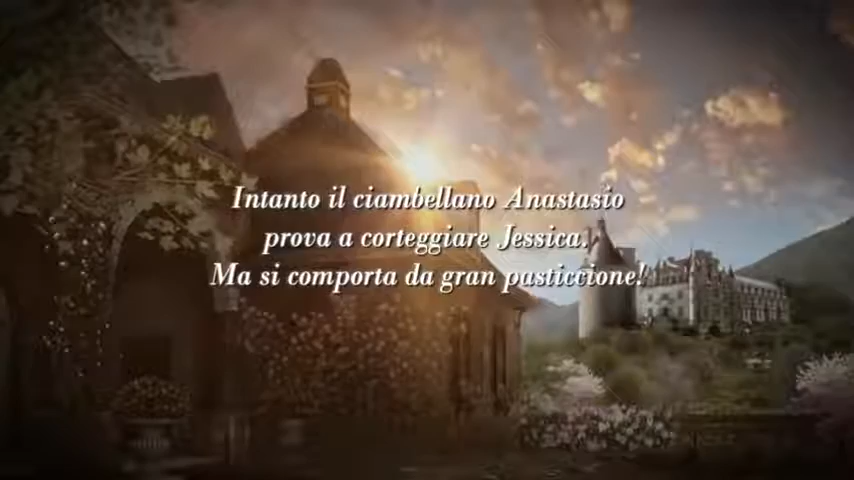 Intanto il ciambellano Anastasio
prova a corteggiare Jessica.
Ma si comporta da gran pasticcione!